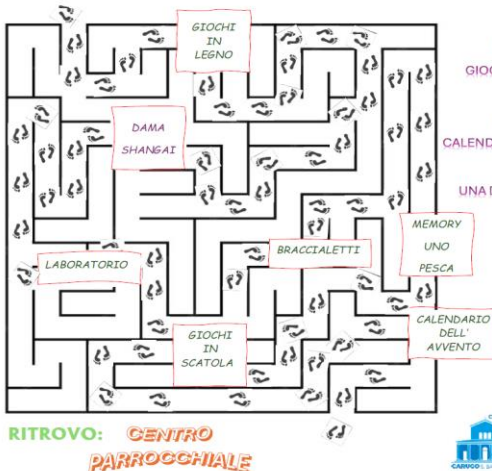 GIOCHI
IN
LEGNO
DAMA
SHANGAI
LABORATORIO
BRACCIALETTI
MEMORY
UNO
PESCA
GIOCHI
IN
SCATOLA
CALENDARIO
DELL'
AVVENTO
UNA
RITROVO: CENTRO
PARROCCHIALE